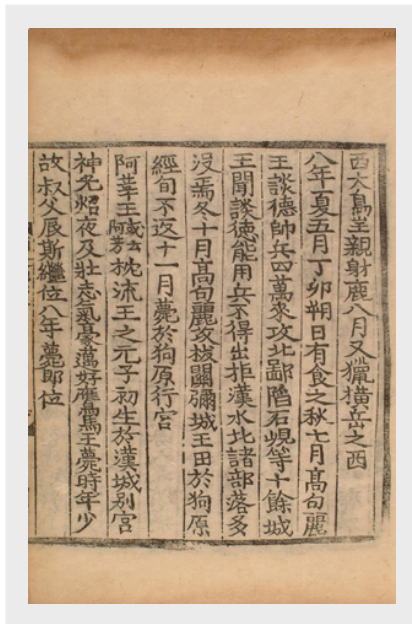 西大島王親射鹿八月又獵橫岳之西
八年夏五月丁卯朔日有食之秋七月高句麗
王談德帥兵四萬來攻北鄙陷石峴等十餘城
王聞談德能用兵不得出拒漢水北諸部落多
没焉冬十月高句麗攻拔關彌城王田於狗原
經旬不返十一月薨於狗原行宮
阿莘王或云阿芳枕流王之元子初生於漢城別宮
神光炤夜及壯志氣豪邁好鷹馬王薨時年少
故叔父辰斯繼位八年薨即位